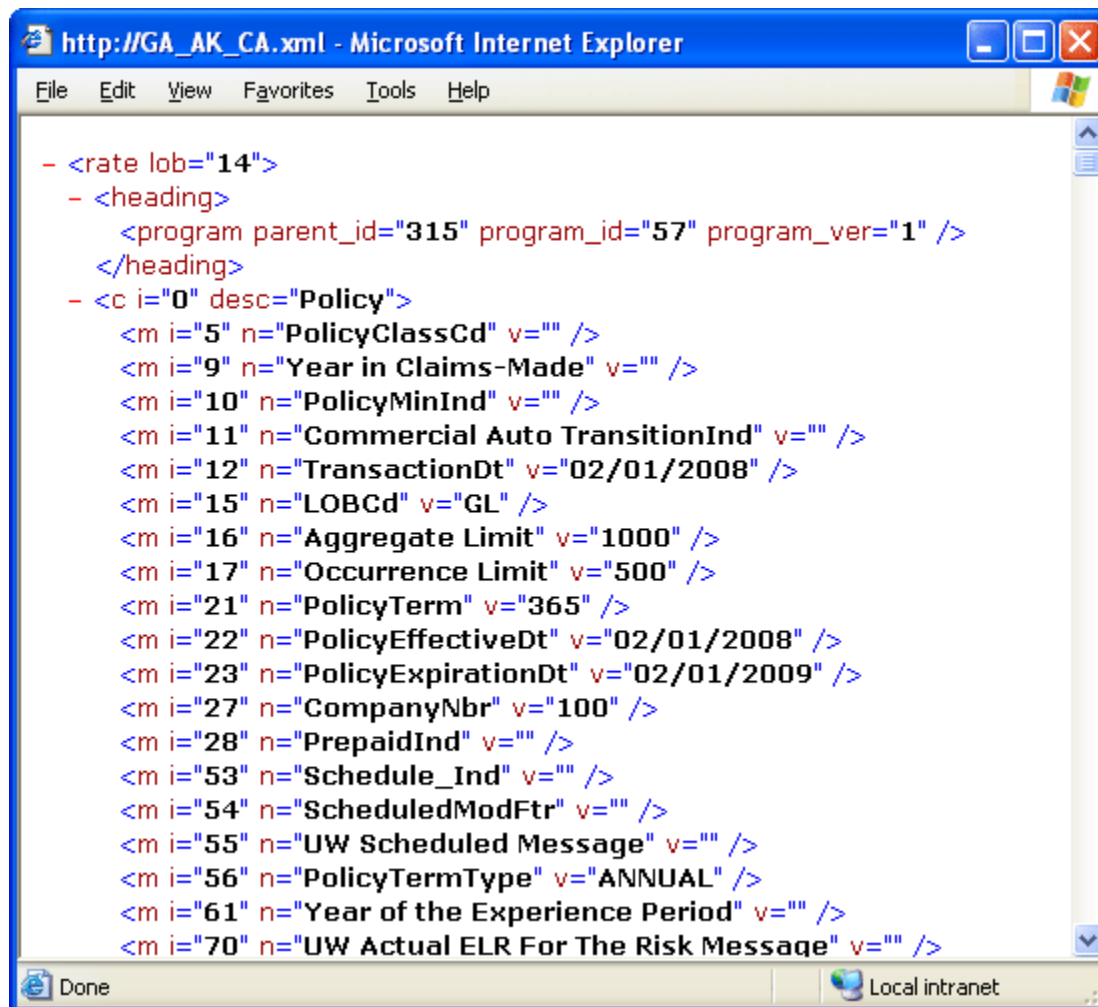 http://GA_AK_CA.xml - Microsoft Internet Explorer
File Edit View Favorites Tools Help
- <rate lob="14">
- <heading>
<program parent_id="315" program_id="57" program_ver="1" />
</heading>
- <c i="0" desc="Policy">
<m i="5" n="PolicyClassCd" v="" />
<m i="9" n="Year in Claims-Made" v="" />
<m i="10" n="PolicyMinInd" v="" />
<m i="11" n="Commercial Auto TransitionInd" v="" />
<m i="12" n="TransactionDt" v="02/01/2008" />
<m i="15" n="LOBCd" v="GL" />
<m i="16" n="Aggregate Limit" v="1000" />
<m i="17" n="Occurrence Limit" v="500" />
<m i="21" n="PolicyTerm" v="365" />
<m i="22" n="PolicyEffectiveDt" v="02/01/2008" />
<m i="23" n="PolicyExpirationDt" v="02/01/2009" />
<m i="27" n="CompanyNbr" v="100" />
<m i="28" n="PrepaidInd" v="" />
<m i="53" n="Schedule_Ind" v="" />
<m i="54" n="ScheduledModFtr" v="" />
<m i="55" n="UW Scheduled Message" v="" />
<m i="56" n="PolicyTermType" v="ANNUAL" />
<m i="61" n="Year of the Experience Period" v="" />
<m i="70" n="UW Actual ELR For The Risk Message" v="" />
Done Local intranet